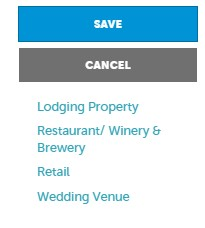 SAVE
CANCEL
Lodging Property
Restaurant/ Winery &
Brewery
Retail
Wedding Venue